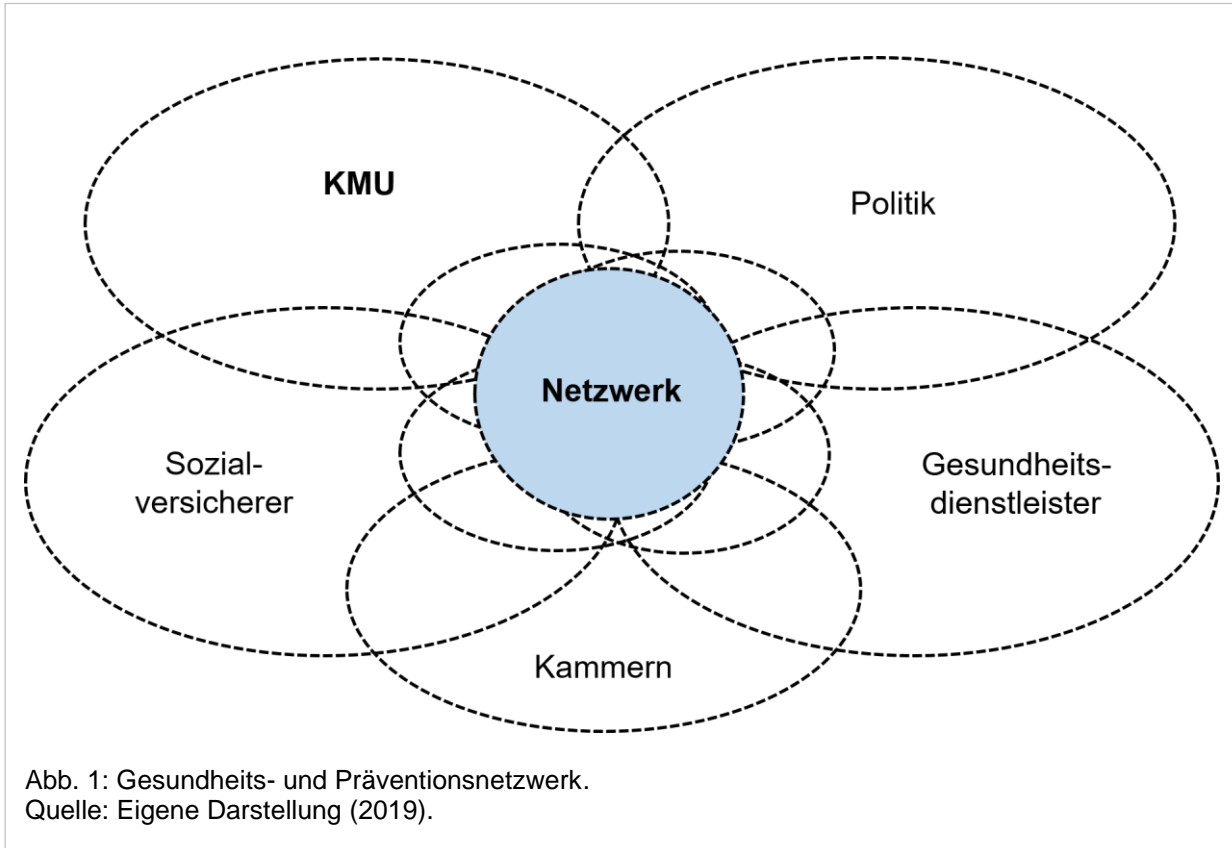 KMU
Politik
Netzwerk
Sozial-
versicherer
Gesundheits-
dienstleister
Kammern
Abb. 1: Gesundheits- und Präventionsnetzwerk.
Quelle: Eigene Darstellung (2019).